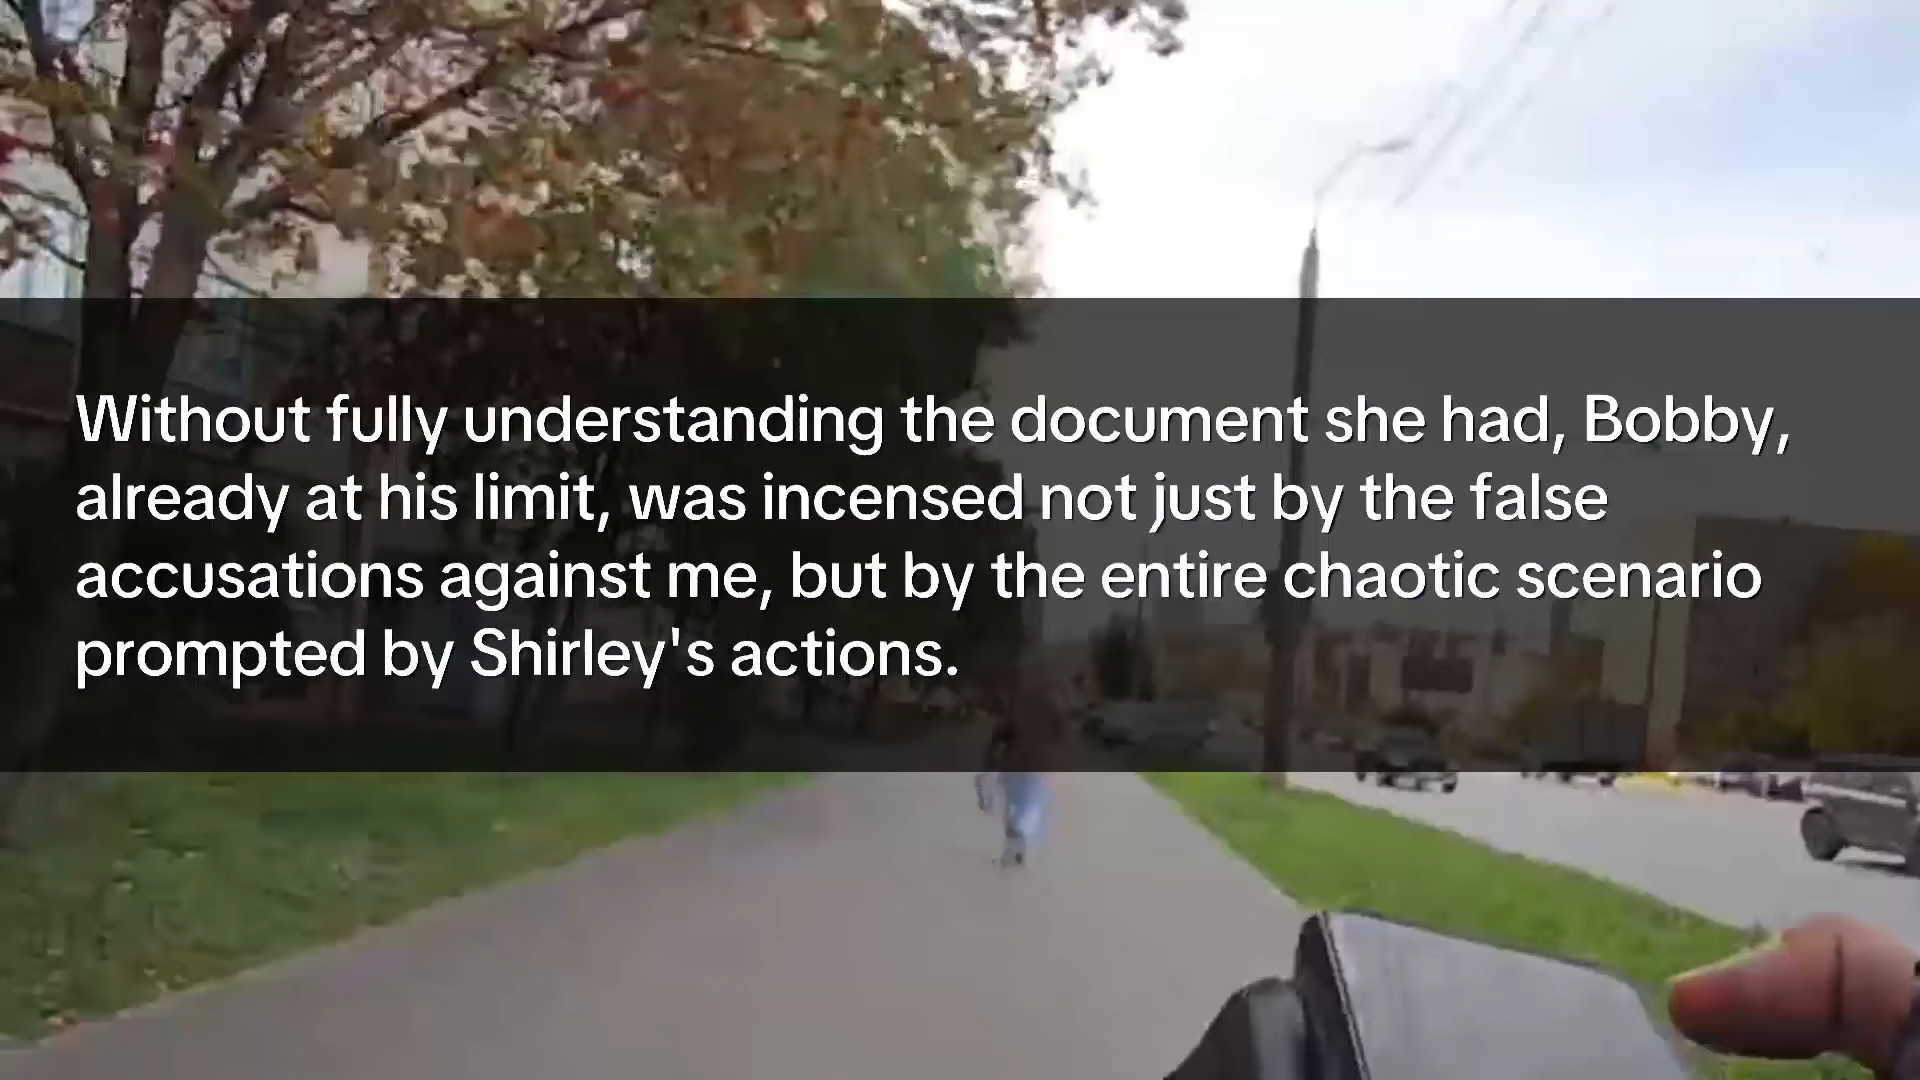 Without fully understanding the document she had, Bobby,
already at his limit, was incensed not just by the false
accusations against me, but by the entire chaotic scenario
prompted by Shirley's actions.